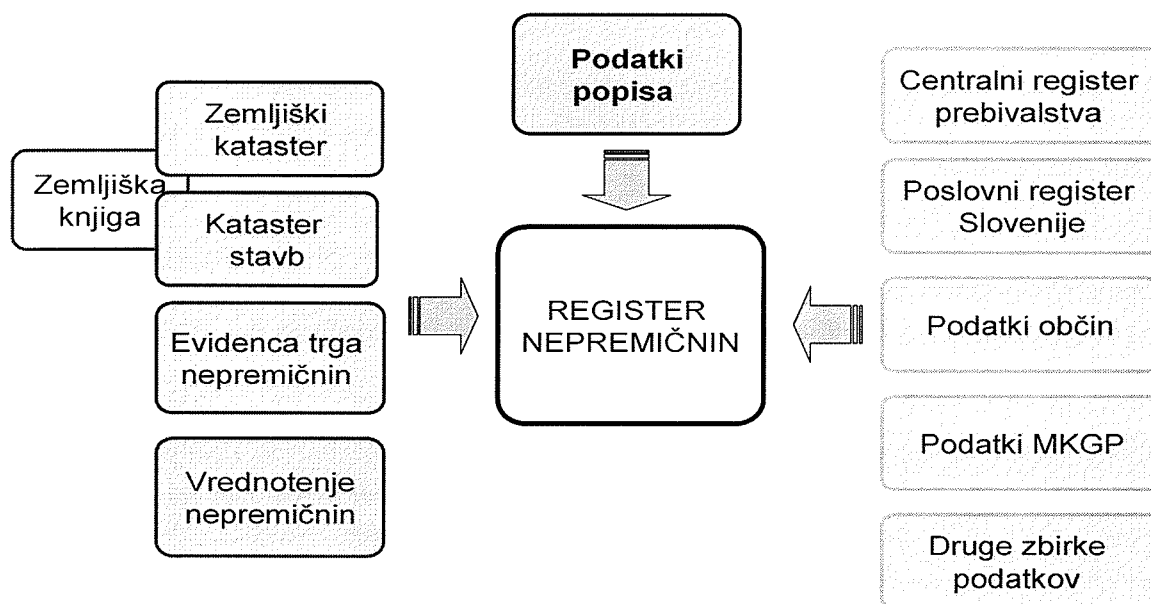 Podatki
popisa
Zemljiški
kataster
Zemljiška
knjiga
Kataster
stavb
Evidenca trga
nepremičnin
Vrednotenje
nepremičnin
REGISTER
NEPREMIČNIN
Centralni register
prebivalstva
Poslovni register
Slovenije
Podatki občin
Podatki MKGP
Druge zbirke
podatkov